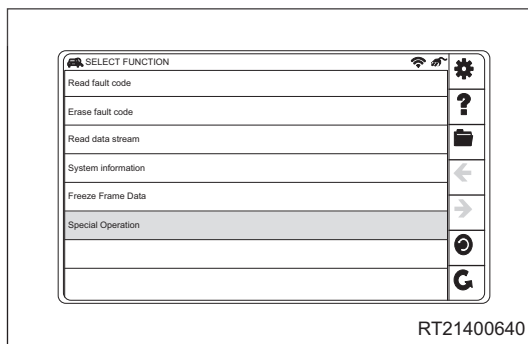 SELECT FUNCTION
Read fault code
Erase fault code
Read data stream
System information
Freeze Frame Data
Special Operation
?
RT21400640